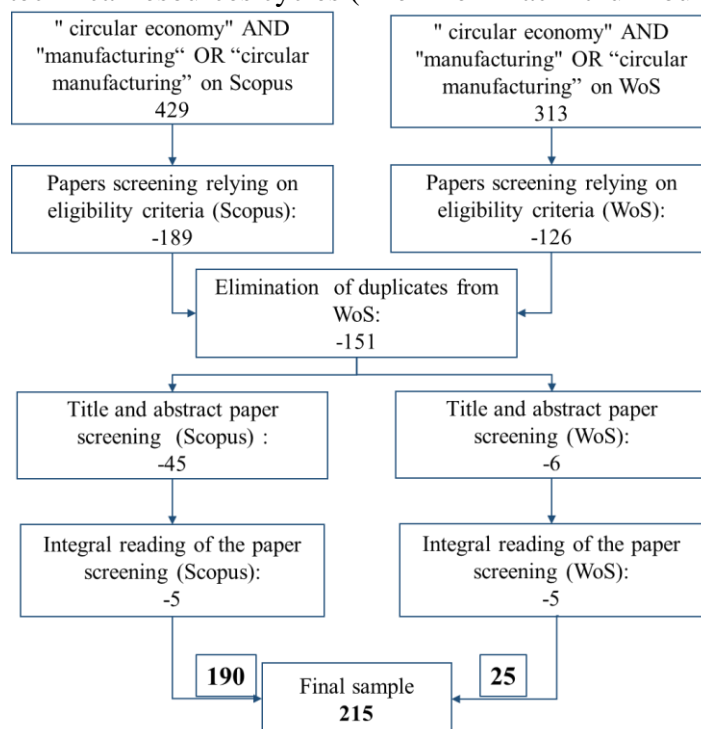 " circular economy" AND
"manufacturing“ OR “circular
manufacturing” on Scopus
429
" circular economy" AND
"manufacturing" OR “circular
manufacturing” on WoS
313
Papers screening relying on
eligibility criteria (Scopus):
-189
Papers screening relying on
eligibility criteria (WoS):
-126
Elimination of duplicates from
WoS:
-151
Title and abstract paper
screening (Scopus) :
-45
Title and abstract paper
screening (WoS):
-6
Integral reading of the paper
screening (Scopus):
-5
Integral reading of the paper
screening (WoS):
-5
190
25
Final sample
215